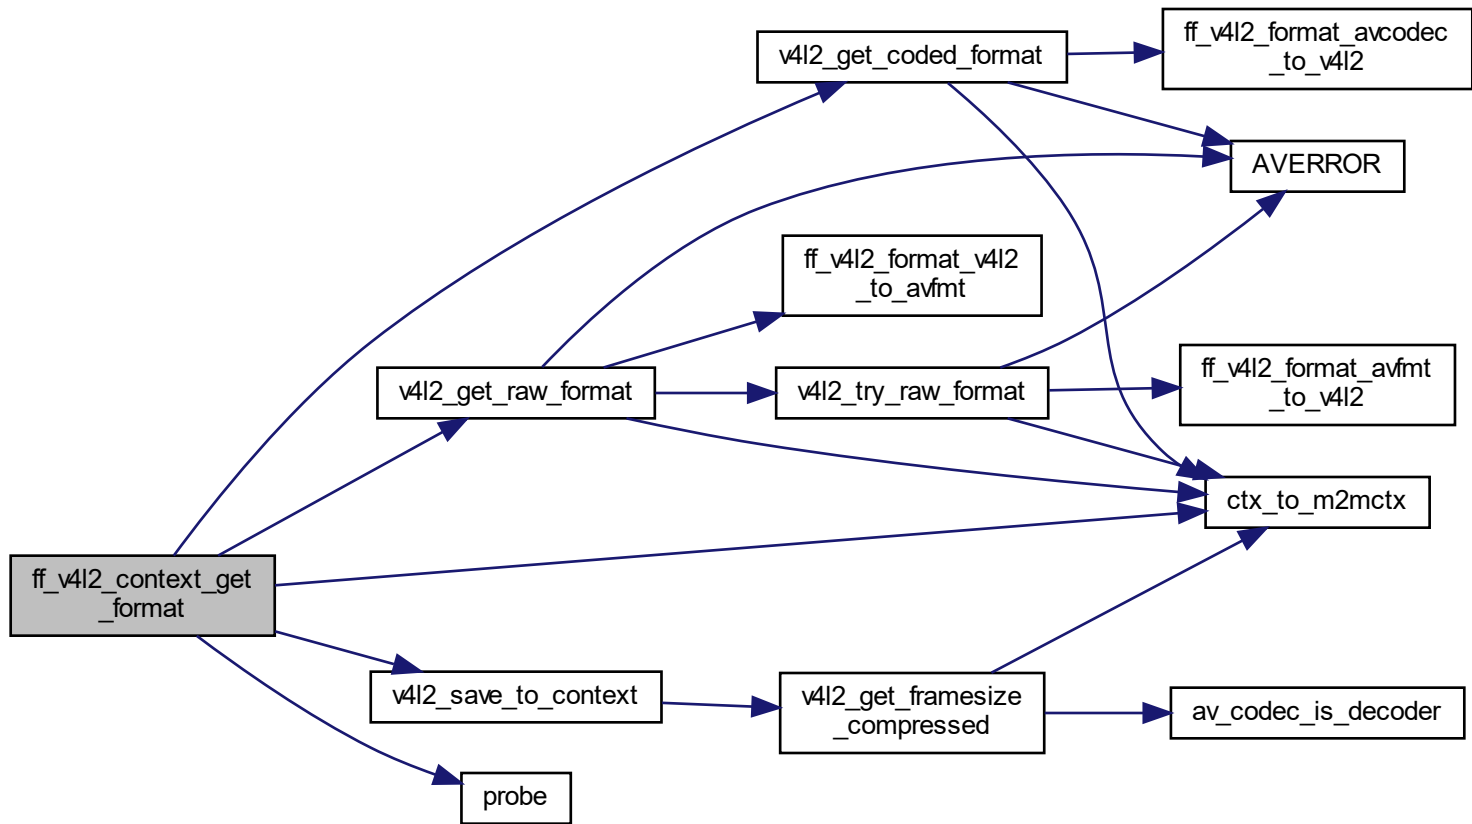 v4l2_get_coded_format
ff_v4l2_format_avcodec
_to_v4l2
AVERROR
ff_v4l2_format_v4l2
_to_avfmt
v4l2_get_raw_format
v4l2_try_raw_format
ff_v4l2_format_avfmt
_to_v4l2
ctx_to_m2mctx
ff_v4l2_context_get
_format
v4l2_save_to_context
v4l2_get_framesize
_compressed
av_codec_is_decoder
probe